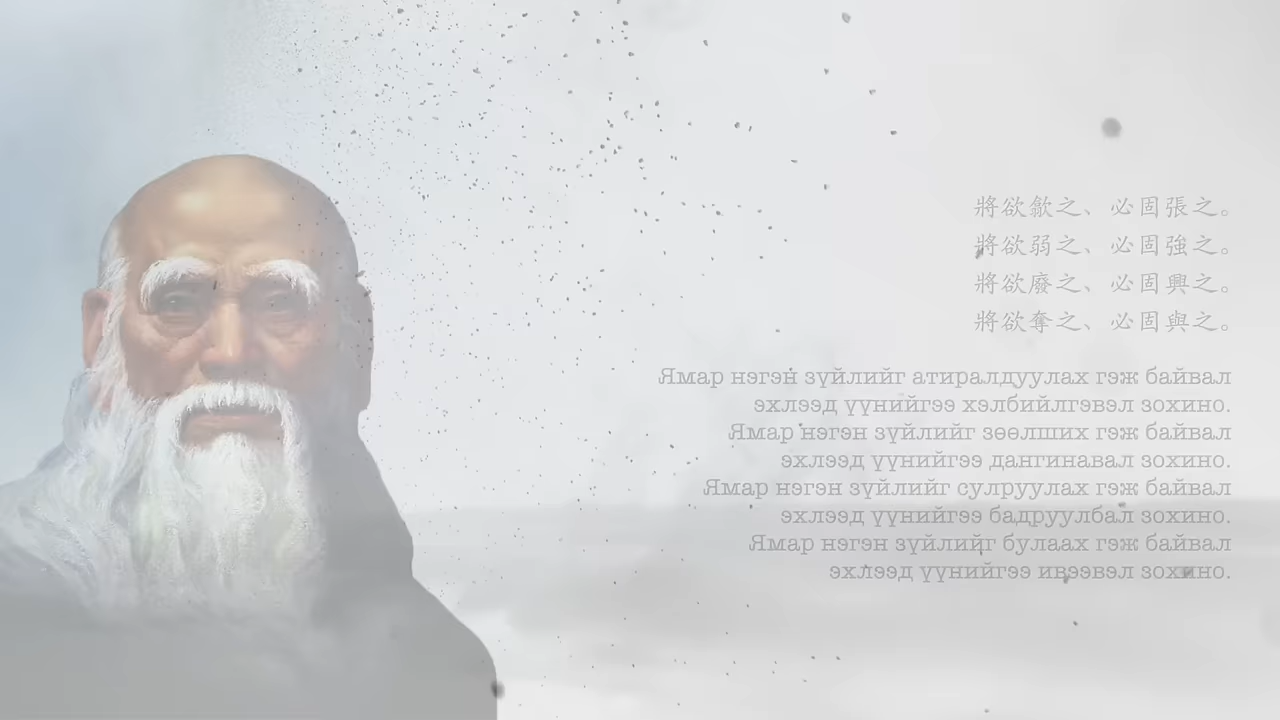 將欲歙之、必固張之。
將欲弱之、必固強之。
將欲廢之、必固興之。
將欲奪之、必固與之。
Ямар нэгэн зүйлийг атиралдуулах гэж байвал
эхлээд үүнийгээ хэлбийлгэвэл зохино.
Ямар нэгэн зүйлийг зөөлших гэж байвал
эхлээд үүнийгээ дангинавал зохино.
Ямар нэгэн зүйлийг сулруулах гэж байвал
эхлээд үүнийгээ бадруулбал зохино.
Ямар нэгэн зүйлийг булаах гэж байвал
эхлээд үүнийгээ ивээвэл зохино.